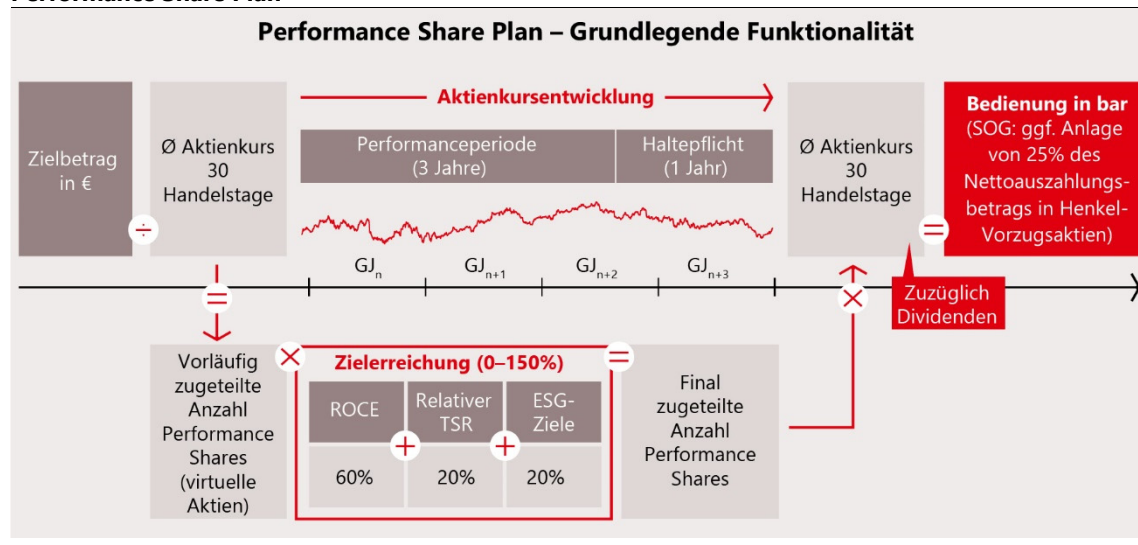 Performance Share Plan – Grundlegende Funktionalität
Zielbetrag
in €
÷
Ø Aktienkurs
30
Handelstage
Aktienkursentwicklung
Performanceperiode
(3 Jahre)
Haltepflicht
(1 Jahr)
Ø Aktienkurs
30
Handelstage
=
Bedienung in bar
(SOG: ggf. Anlage
von 25% des
Nettoauszahlungs-
betrags in Henkel-
Vorzugsaktien)
GJn
GJn+1
GJn+2
GJn+3
=
×
Zuzüglich
Dividenden
Vorläufig
zugeteilte
Anzahl
Performance
Shares
(virtuelle
Aktien)
×
Zielerreichung (0–150%)
ROCE
Relativer
TSR
ESG-
Ziele
+
+
60%
20%
20%
=
Final
zugeteilte
Anzahl
Performance
Shares